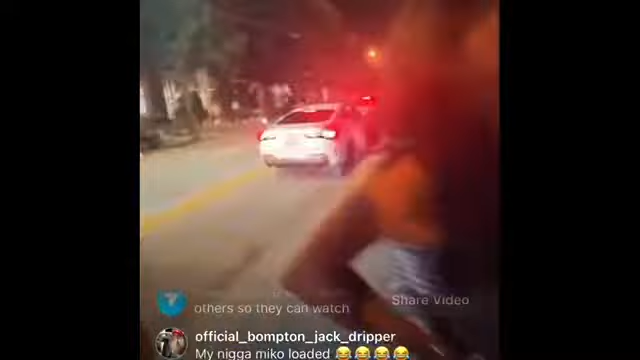 others so they can watch
Share Video
official_bompton_jack_dripper
My nigga miko loaded 😂😂😂😂